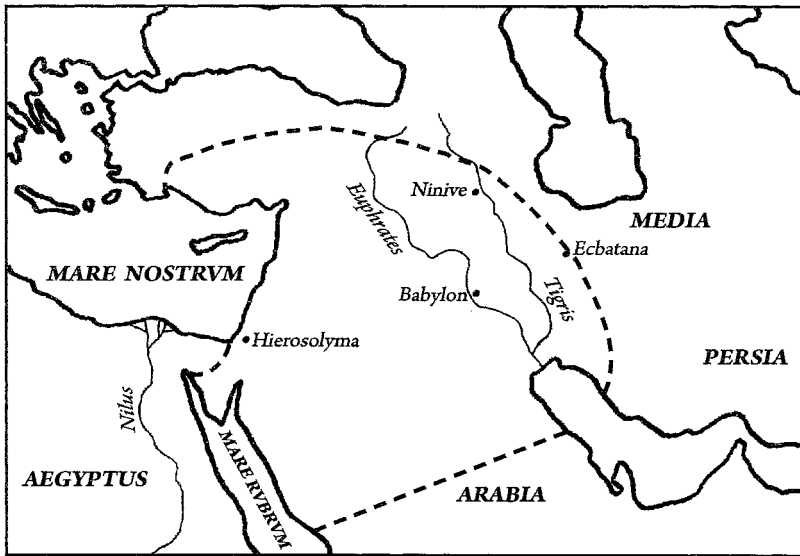 Ninive
MEDIA
Euphrates
Ecbatana
MARE NOSTRVM
Babylon
Tigris
Hierosolyma
PERSIA
Nilus
MARE RVBRVM
AEGYPTUS
ARABIA